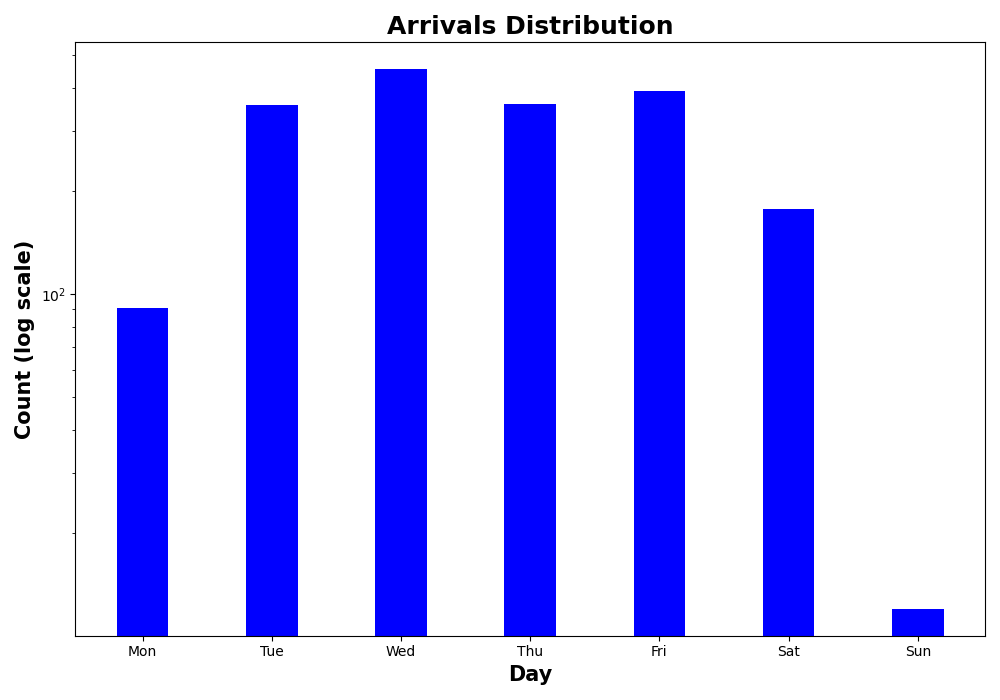 Arrivals Distribution
Count (log scale)
10²
Mon Tue Wed Thu Fri Sat Sun
Day